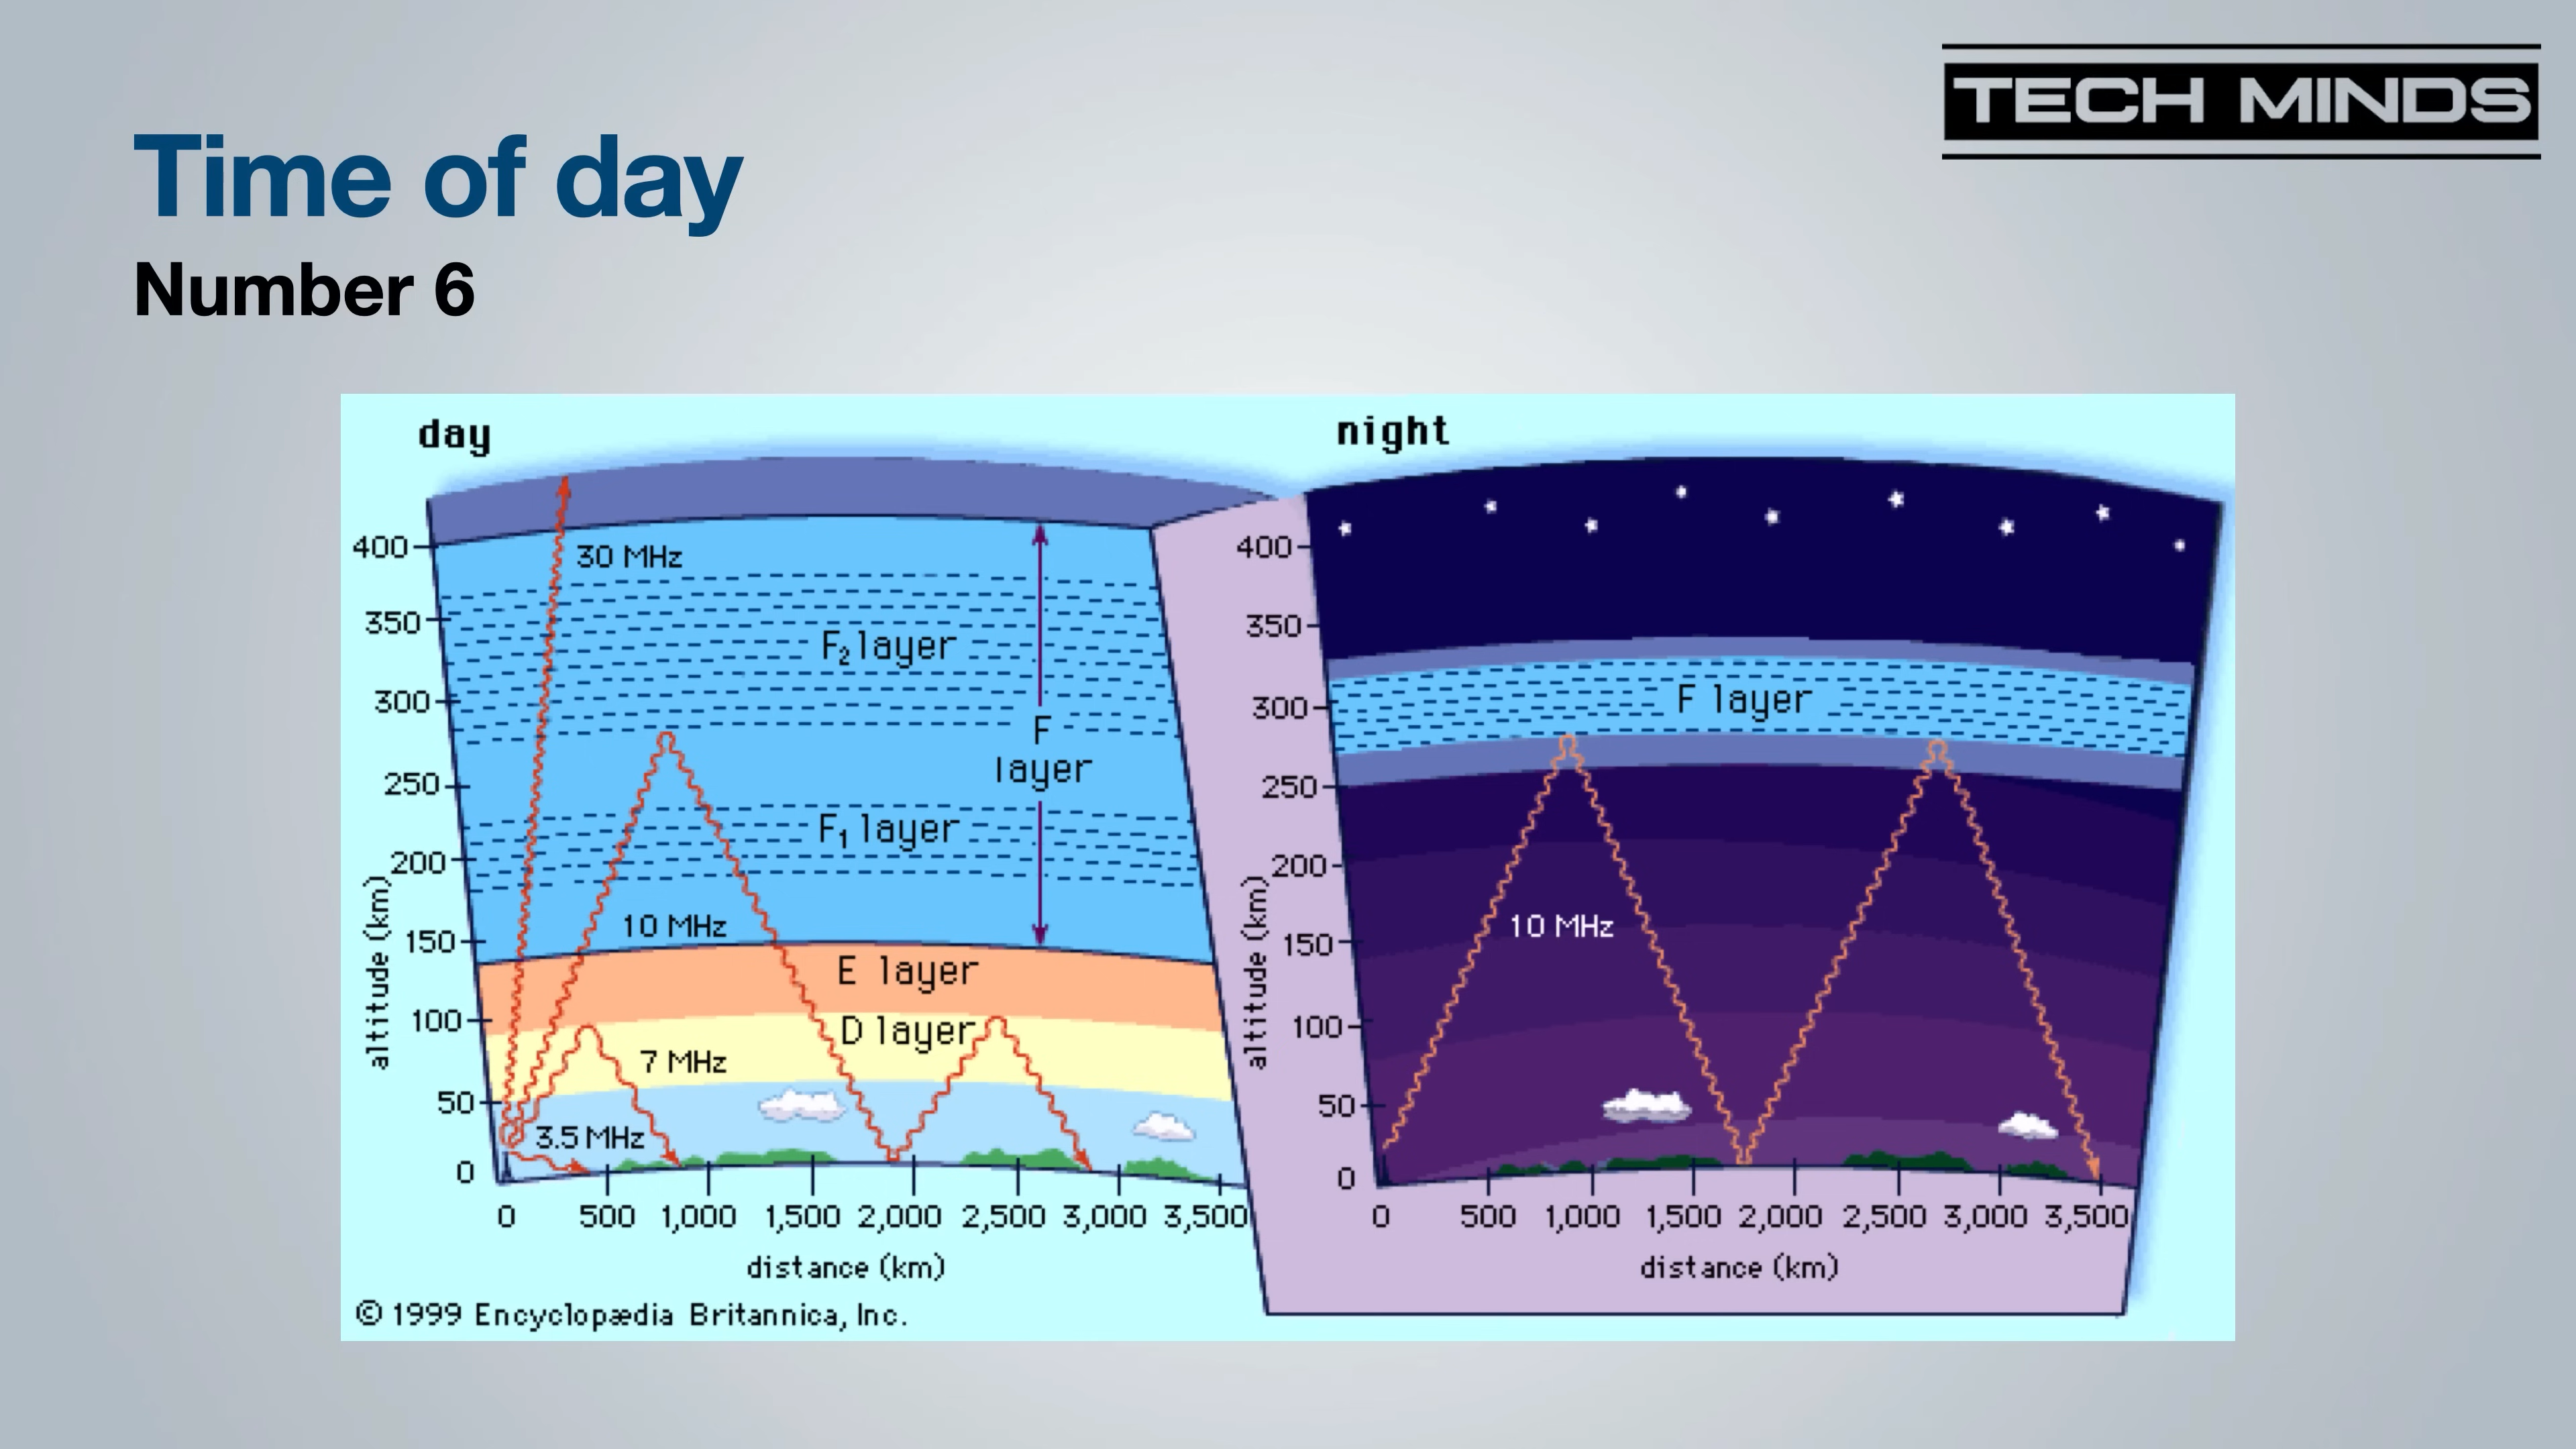 TECH MINDS
Time of day
Number 6
day
400
350
300
250
200
150
100
50
0
altitude (km)
30 MHz
F₂ layer
F
layer
F₁ layer
10 MHz
E layer
D layer
7 MHz
3.5 MHz
0 500 1,000 1,500 2,000 2,500 3,000 3,500
distance (km)
© 1999 Encyclopædia Britannica, Inc.
night
400
350
300
250
200
150
100
50
0
altitude (km)
F layer
10 MHz
0 500 1,000 1,500 2,000 2,500 3,000 3,500
distance (km)